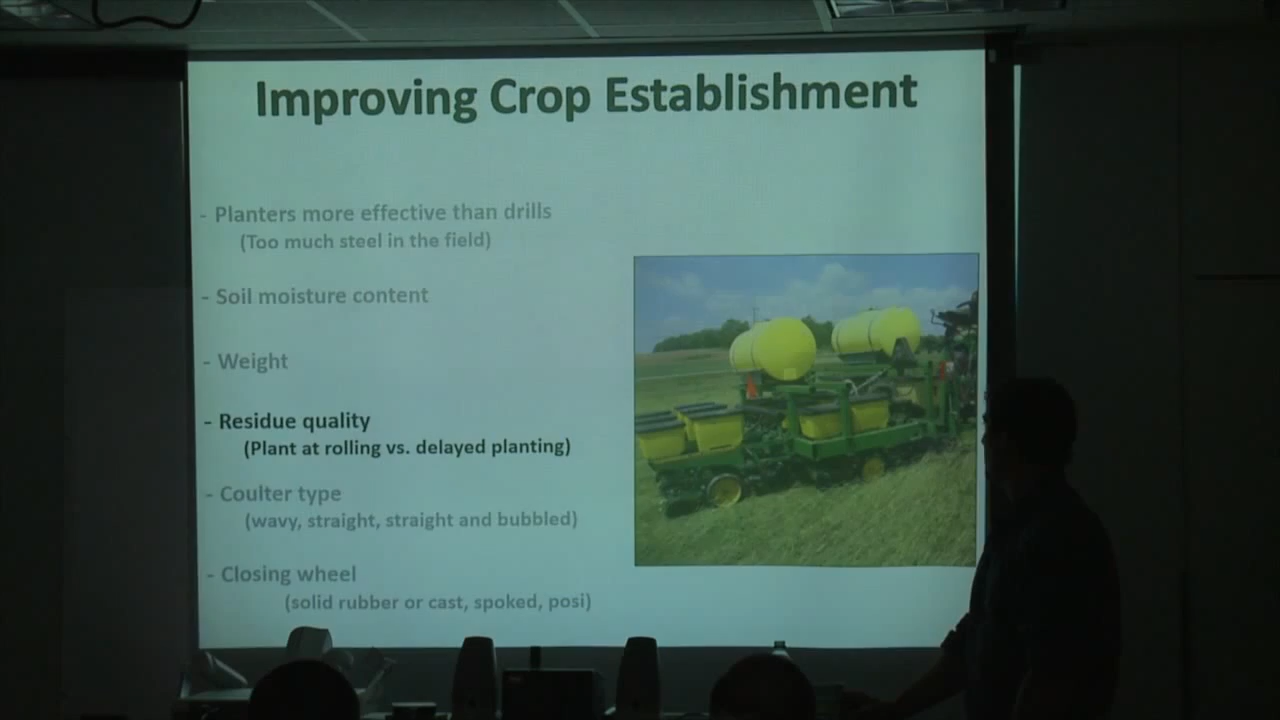 Improving Crop Establishment
- Planters more effective than drills
(Too much steel in the field)
- Soil moisture content
- Weight
- Residue quality
(Plant at rolling vs. delayed planting)
- Coulter type
(wavy, straight, straight and bubbled)
- Closing wheel
(solid rubber or cast, spoked, posi)